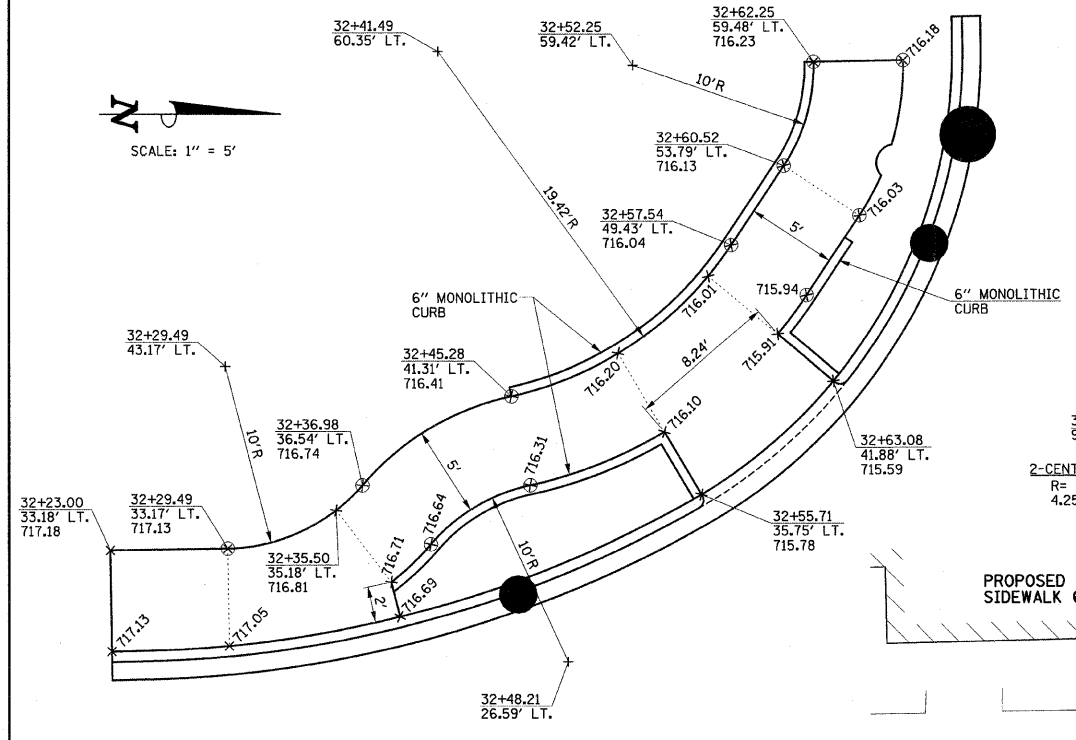 32+41.49
60.35' LT.
32+52.25
59.42' LT.
32+62.25
59.48' LT.
716.23
716.18
N
SCALE: 1" = 5'
10'R
32+60.52
53.79' LT.
716.13
19.42'R
716.03
32+57.54
49.43' LT.
716.04
5'
6" MONOLITHIC
CURB
716.01
715.94
6" MONOLITHIC
CURB
32+29.49
43.17' LT.
32+45.28
41.31' LT.
716.41
716.20
8.24'
715.91
10'R
32+36.98
36.54' LT.
716.74
5'
716.31
716.10
32+63.08
41.88' LT.
715.59
2-CENT
R=
4.25
32+23.00
33.18' LT.
717.18
32+29.49
33.17' LT.
717.13
32+35.50
35.18' LT.
716.81
716.64
716.71
10'R
32+55.71
35.75' LT.
715.78
2'
716.69
717.13
717.05
PROPOSED
SIDEWALK
32+48.21
26.59' LT.